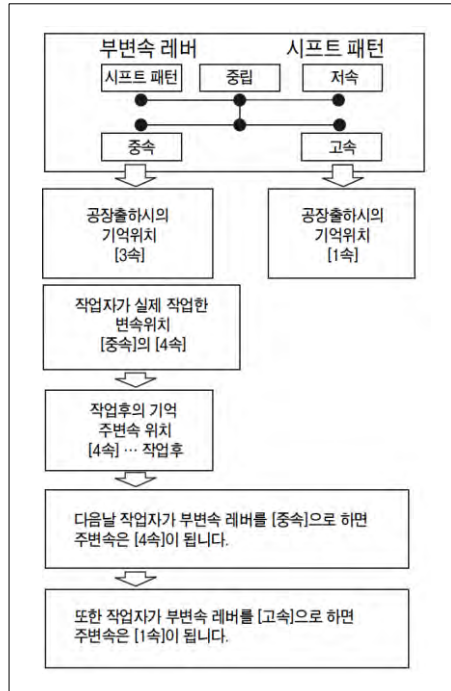 부변속 레버 시프트 패턴
시프트 패턴 중립 저속
중속 고속
공장출하시의
기억위치
[3속]
공장출하시의
기억위치
[1속]
작업자가 실제 작업한
변속위치
[중속]의 [4속]
작업후의 기억
주변속 위치
[4속] … 작업후
다음날 작업자가 부변속 레버를 [중속]으로 하면
주변속은 [4속]이 됩니다.
또한 작업자가 부변속 레버를 [고속]으로 하면
주변속은 [1속]이 됩니다.